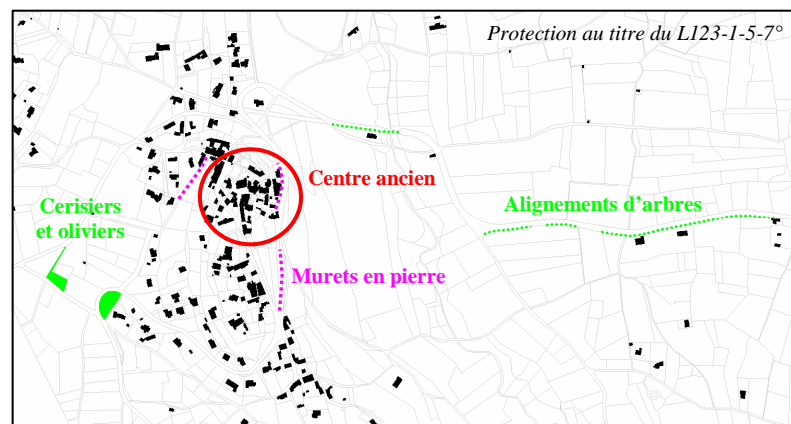 Protection au titre du L123-1-5-7°
Centre ancien
Cerisiers
et oliviers
Alignements d'arbres
Murets en pierre